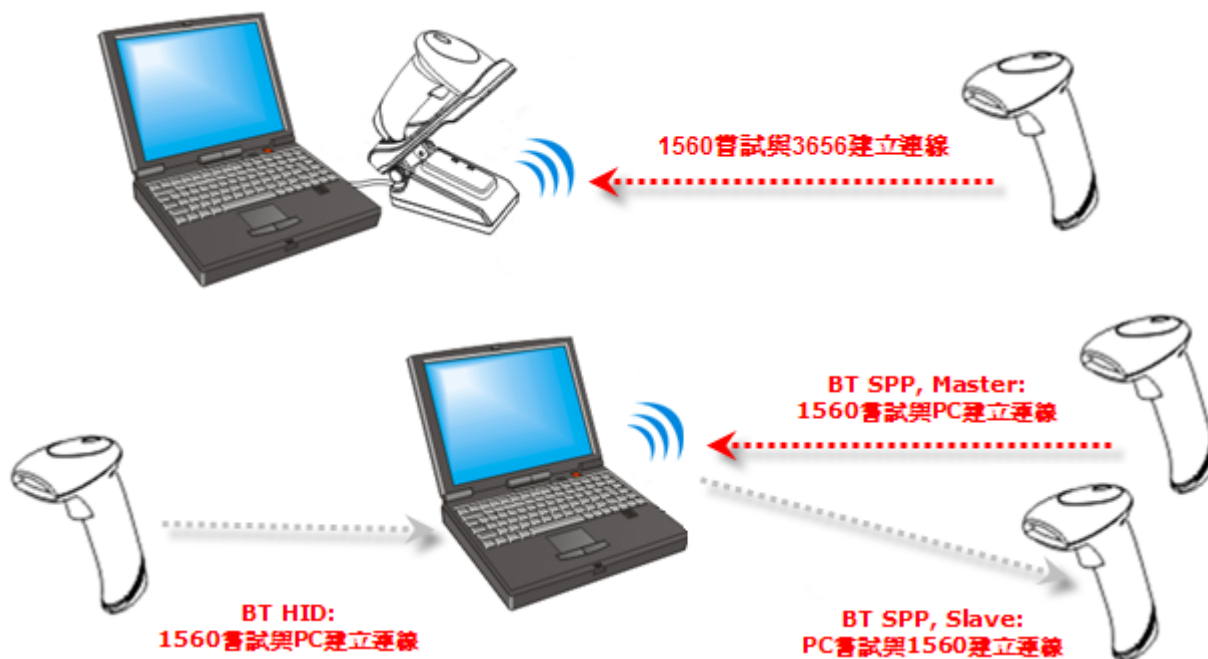 1560嘗試與3656建立連線
BT SPP, Master:
1560嘗試與PC建立連線
BT HID:
1560嘗試與PC建立連線
BT SPP, Slave:
PC嘗試與1560建立連線